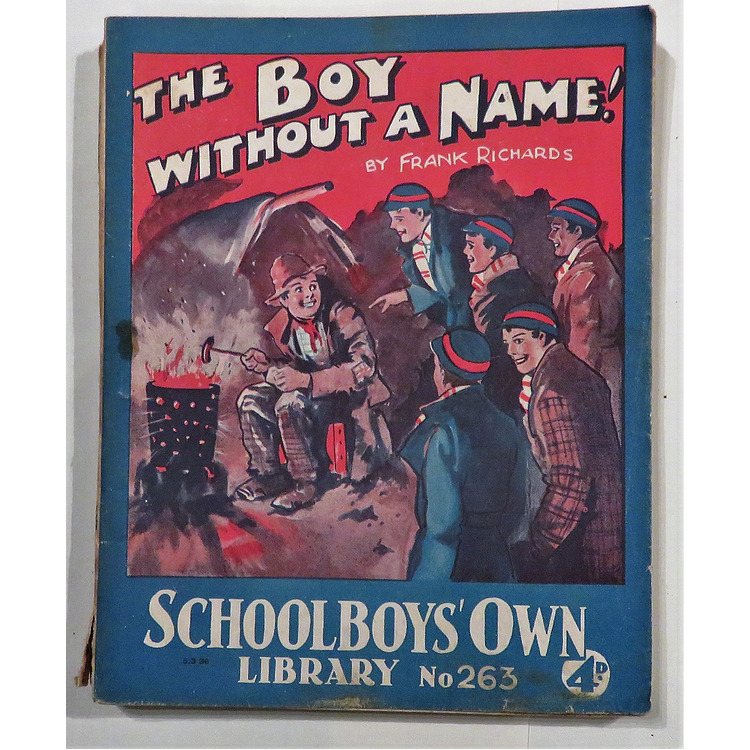 THE BOY
WITHOUT A NAME!
BY FRANK RICHARDS
SCHOOLBOYS' OWN
LIBRARY No 263
4D